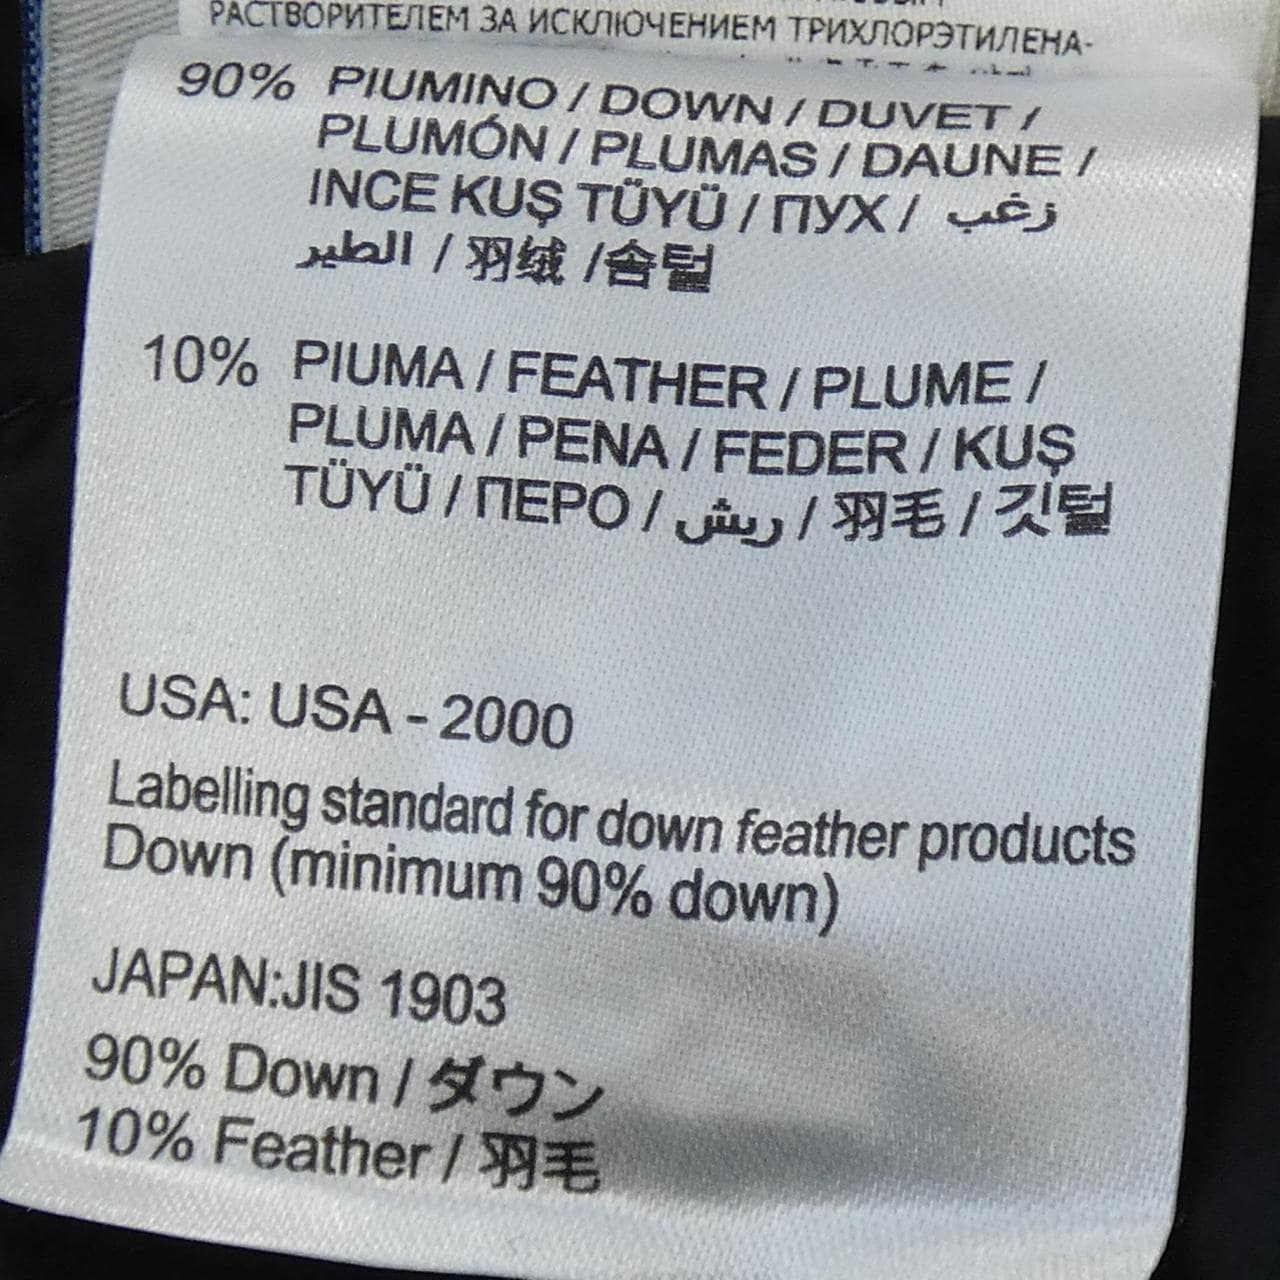 РАСТВОРИТЕЛЕМ ЗА ИСКЛЮЧЕНИЕМ ТРИХЛОРЭТИЛЕНА-
90% PIUMINO / DOWN / DUVET /
PLUMÓN / PLUMAS / DAUNE /
INCE KUŞ TÜYÜ / ПУХ / زغب
الطير / 羽绒 /솜털
10% PIUMA / FEATHER / PLUME /
PLUMA / PENA / FEDER / KUŞ
TÜYÜ / ПЕРО / ريش / 羽毛 / 깃털
USA: USA - 2000
Labelling standard for down feather products
Down (minimum 90% down)
JAPAN:JIS 1903
90% Down / ダウン
10% Feather / 羽毛